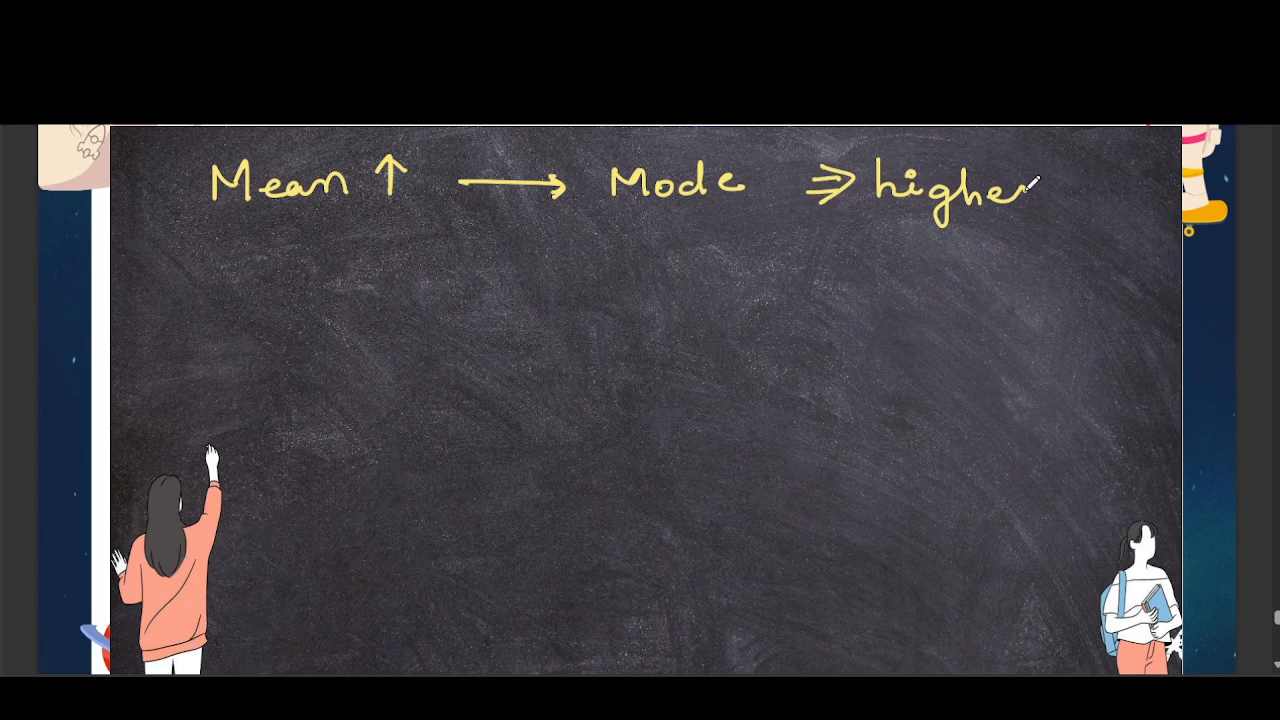 Mean ↑ → Mode ⇒ higher